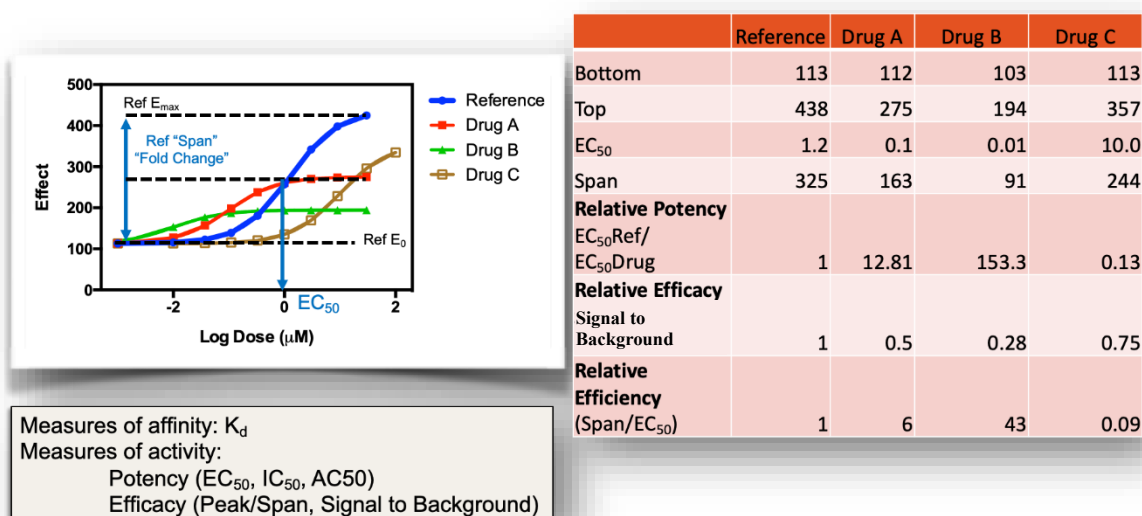 500
400
300
200
100
0
Effect
Ref Emax
Ref “Span”
“Fold Change”
Ref E0
EC50
-2
0
2
Log Dose (µM)
Reference
Drug A
Drug B
Drug C
Measures of affinity: Kd
Measures of activity:
Potency (EC50, IC50, AC50)
Efficacy (Peak/Span, Signal to Background)
Reference Drug A Drug B Drug C
Bottom 113 112 103 113
Top 438 275 194 357
EC50 1.2 0.1 0.01 10.0
Span 325 163 91 244
Relative Potency
EC50Ref/
EC50Drug 1 12.81 153.3 0.13
Relative Efficacy
Signal to
Background 1 0.5 0.28 0.75
Relative
Efficiency
(Span/EC50) 1 6 43 0.09